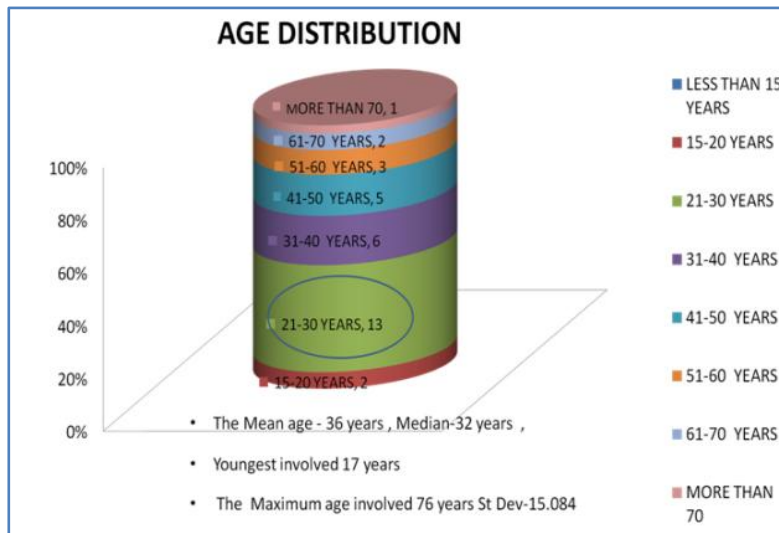 AGE DISTRIBUTION
MORE THAN 70, 1
61-70 YEARS, 2
51-60 YEARS, 3
41-50 YEARS, 5
31-40 YEARS, 6
21-30 YEARS, 13
15-20 YEARS, 2
100%
80%
60%
40%
20%
0%
LESS THAN 15
YEARS
15-20 YEARS
21-30 YEARS
31-40 YEARS
41-50 YEARS
51-60 YEARS
61-70 YEARS
MORE THAN
70
• The Mean age - 36 years , Median-32 years ,
• Youngest involved 17 years
• The Maximum age involved 76 years St Dev-15.084